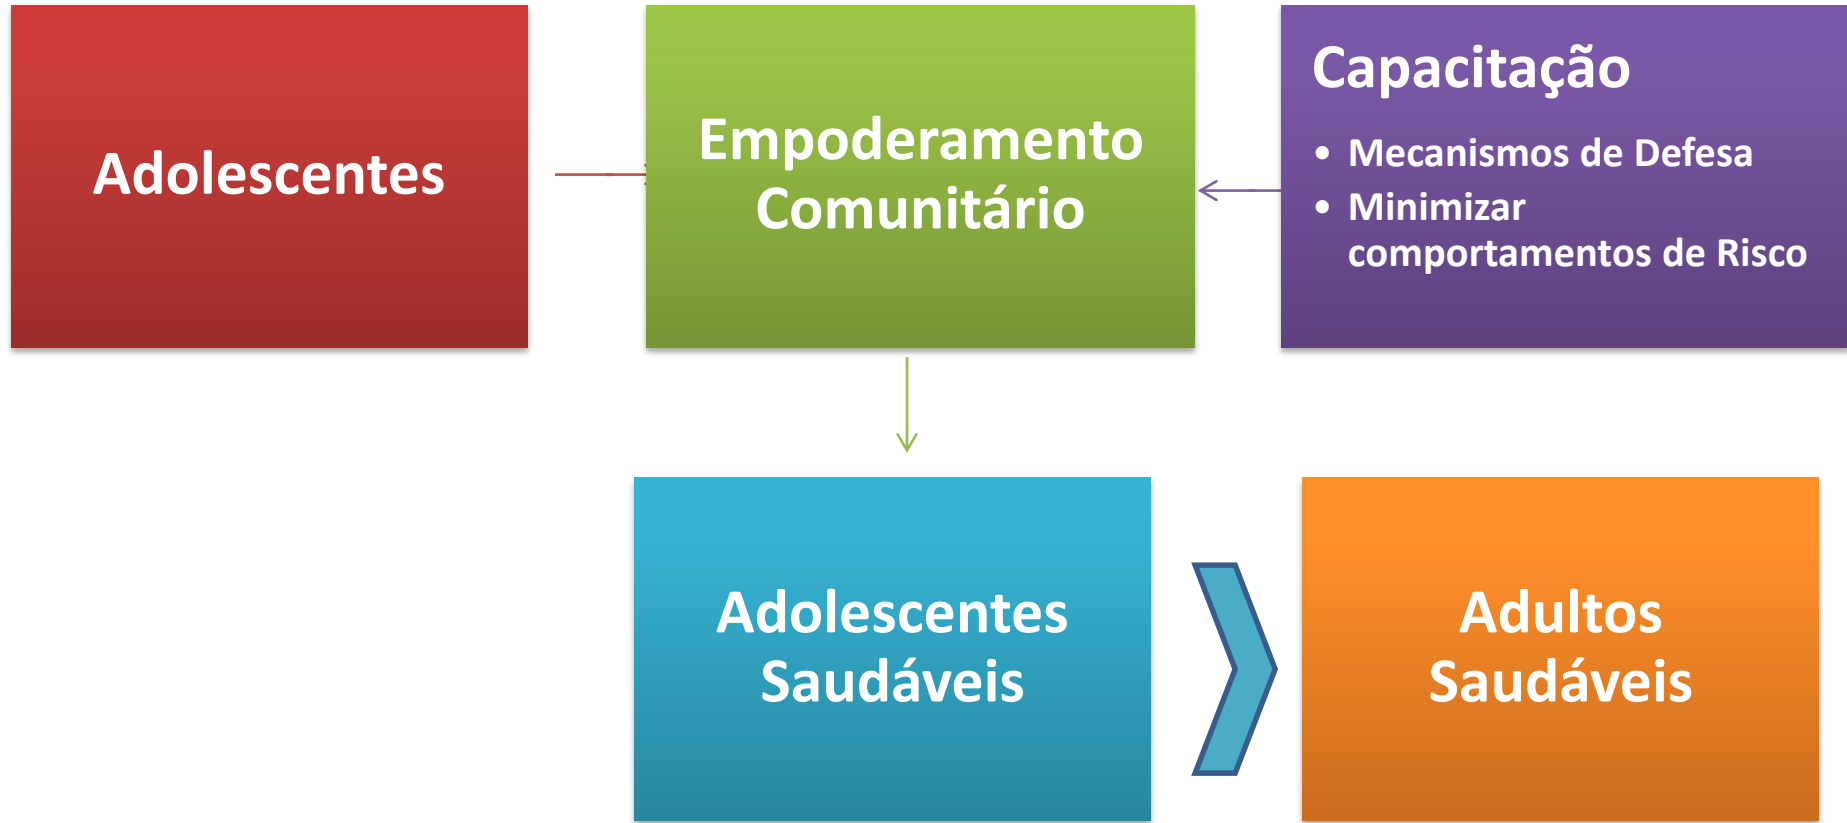 Adolescentes
Empoderamento
Comunitário
Capacitação
• Mecanismos de Defesa
• Minimizar
comportamentos de Risco
Adolescentes
Saudáveis
Adultos
Saudáveis